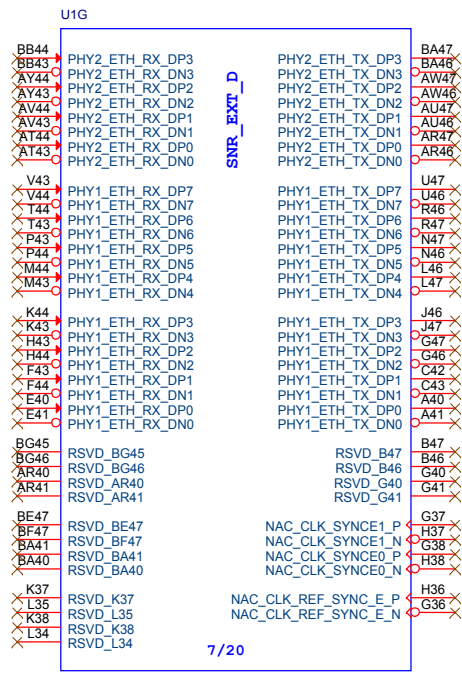 U1G
SNR_EXT_D
BB44 PHY2_ETH_RX_DP3 PHY2_ETH_TX_DP3 BA47
BB43 PHY2_ETH_RX_DN3 PHY2_ETH_TX_DN3 BA46
AY44 PHY2_ETH_RX_DP2 PHY2_ETH_TX_DP2 AW47
AY43 PHY2_ETH_RX_DN2 PHY2_ETH_TX_DN2 AW46
AV44 PHY2_ETH_RX_DP1 PHY2_ETH_TX_DP1 AU47
AV43 PHY2_ETH_RX_DN1 PHY2_ETH_TX_DN1 AU46
AT44 PHY2_ETH_RX_DP0 PHY2_ETH_TX_DP0 AR47
AT43 PHY2_ETH_RX_DN0 PHY2_ETH_TX_DN0 AR46
V43 PHY1_ETH_RX_DP7 PHY1_ETH_TX_DP7 U47
V44 PHY1_ETH_RX_DN7 PHY1_ETH_TX_DN7 U46
T44 PHY1_ETH_RX_DP6 PHY1_ETH_TX_DP6 R46
T43 PHY1_ETH_RX_DN6 PHY1_ETH_TX_DN6 R47
P43 PHY1_ETH_RX_DP5 PHY1_ETH_TX_DP5 N47
P44 PHY1_ETH_RX_DN5 PHY1_ETH_TX_DN5 N46
M44 PHY1_ETH_RX_DP4 PHY1_ETH_TX_DP4 L46
M43 PHY1_ETH_RX_DN4 PHY1_ETH_TX_DN4 L47
K44 PHY1_ETH_RX_DP3 PHY1_ETH_TX_DP3 J46
K43 PHY1_ETH_RX_DN3 PHY1_ETH_TX_DN3 J47
H43 PHY1_ETH_RX_DP2 PHY1_ETH_TX_DP2 G47
H44 PHY1_ETH_RX_DN2 PHY1_ETH_TX_DN2 G46
F43 PHY1_ETH_RX_DP1 PHY1_ETH_TX_DP1 C42
F44 PHY1_ETH_RX_DN1 PHY1_ETH_TX_DN1 C43
E40 PHY1_ETH_RX_DP0 PHY1_ETH_TX_DP0 A40
E41 PHY1_ETH_RX_DN0 PHY1_ETH_TX_DN0 A41
BG45 RSVD_BG45 RSVD_B47 B47
BG46 RSVD_BG46 RSVD_B46 B46
AR40 RSVD_AR40 RSVD_G40 G40
AR41 RSVD_AR41 RSVD_G41 G41
BE47 RSVD_BE47 NAC_CLK_SYNCE1_P G37
BF47 RSVD_BF47 NAC_CLK_SYNCE1_N H37
BA41 RSVD_BA41 NAC_CLK_SYNCE0_P G38
BA40 RSVD_BA40 NAC_CLK_SYNCE0_N H38
K37 RSVD_K37 NAC_CLK_REF_SYNC_E_P H36
L35 RSVD_L35 NAC_CLK_REF_SYNC_E_N G36
K38 RSVD_K38
L34 RSVD_L34
7/20